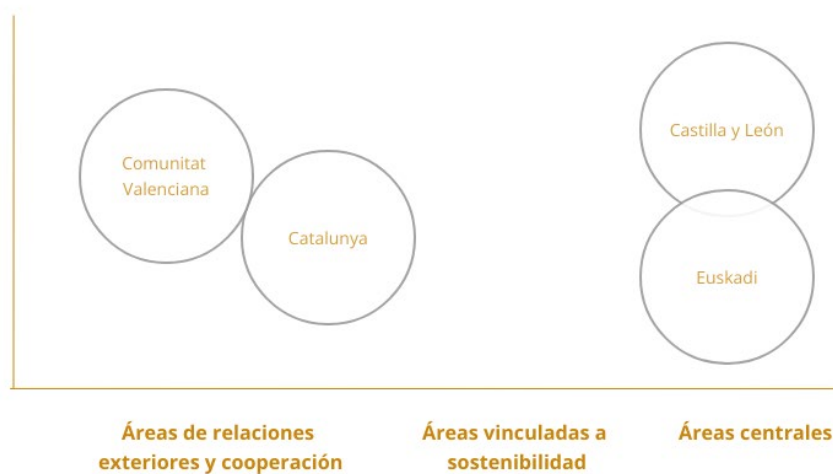 Comunitat
Valenciana
Catalunya
Castilla y León
Euskadi
Áreas de relaciones
exteriores y cooperación
Áreas vinculadas a
sostenibilidad
Áreas centrales